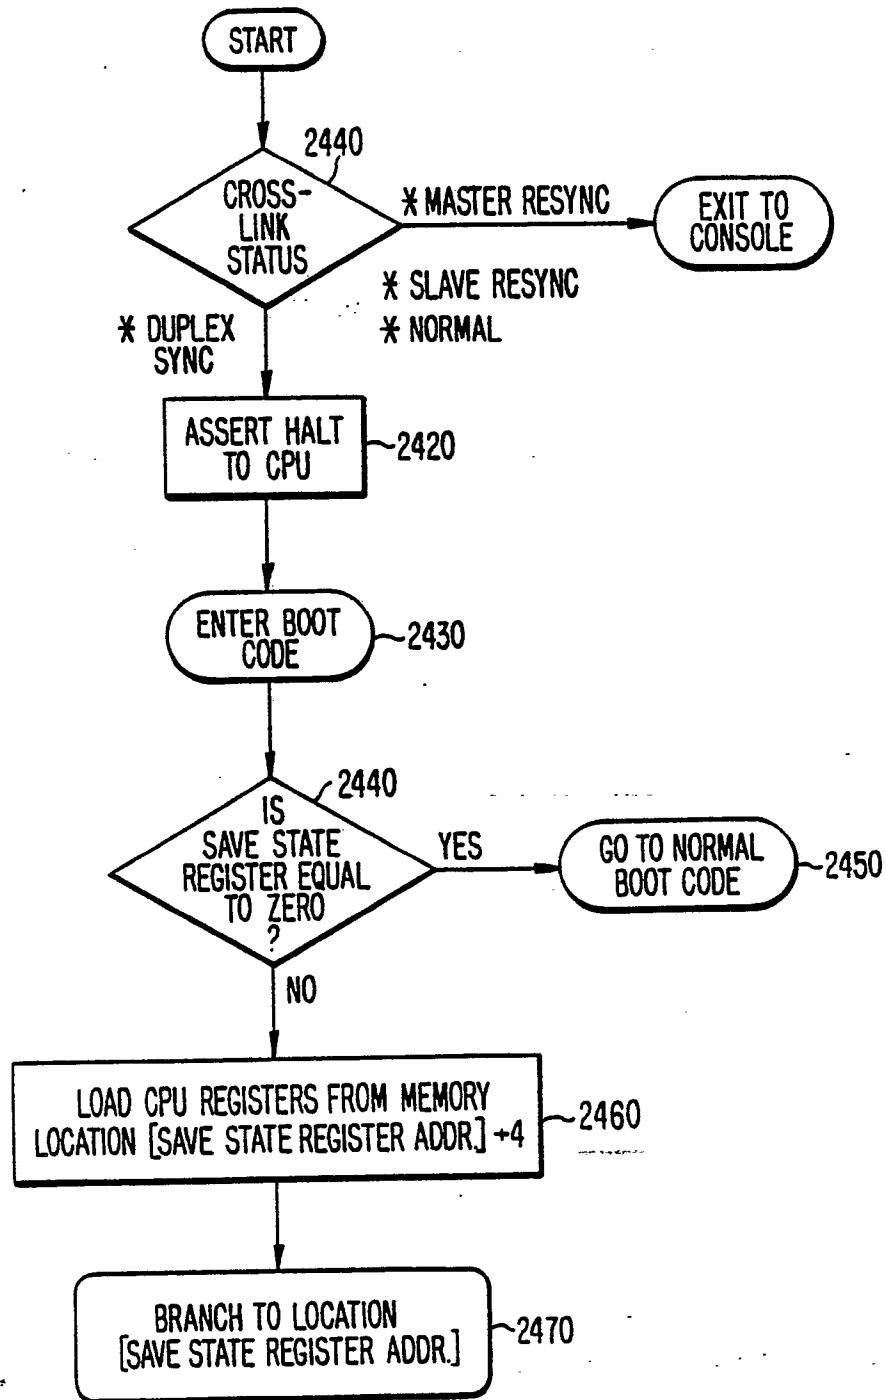 START
2440
CROSS-
LINK
STATUS
* MASTER RESYNC
EXIT TO
CONSOLE
* SLAVE RESYNC
* NORMAL
* DUPLEX
SYNC
ASSERT HALT
TO CPU
2420
ENTER BOOT
CODE
2430
2440
IS
SAVE STATE
REGISTER EQUAL
TO ZERO
?
YES
GO TO NORMAL
BOOT CODE
2450
NO
LOAD CPU REGISTERS FROM MEMORY
LOCATION [SAVE STATE REGISTER ADDR.] +4
2460
BRANCH TO LOCATION
[SAVE STATE REGISTER ADDR.]
2470